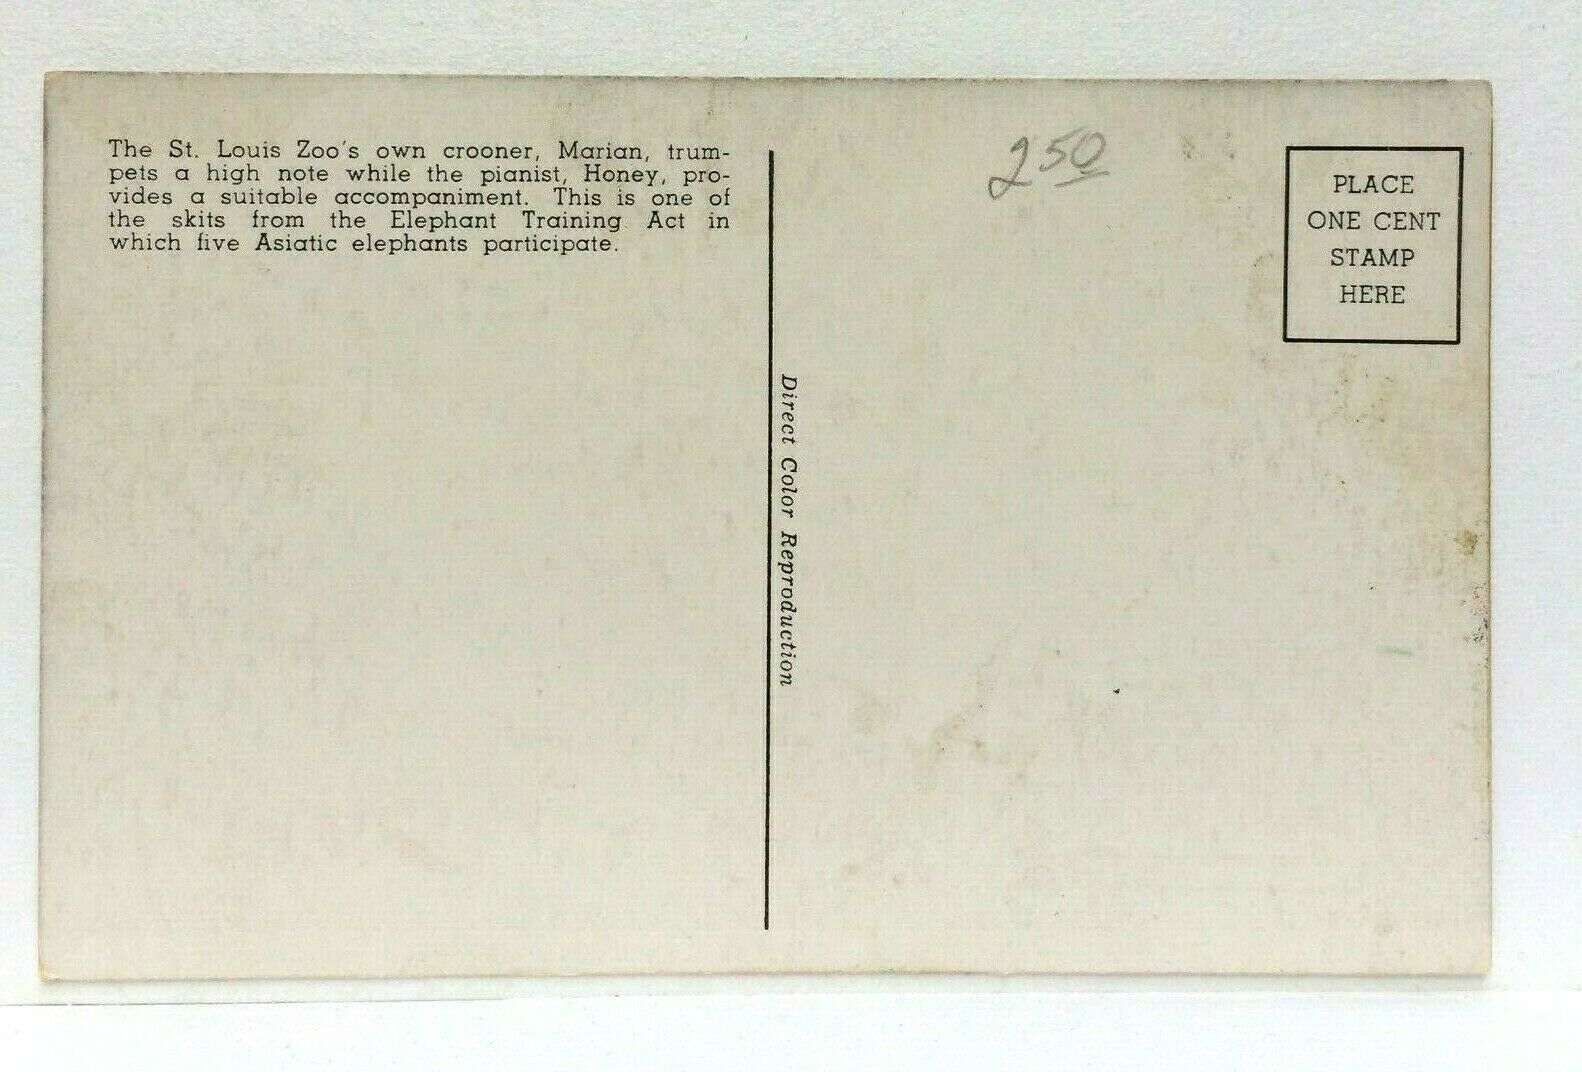 The St. Louis Zoo's own crooner, Marian, trum-
pets a high note while the pianist, Honey, pro-
vides a suitable accompaniment. This is one of
the skits from the Elephant Training Act in
which five Asiatic elephants participate.
Direct Color Reproduction
250
PLACE
ONE CENT
STAMP
HERE